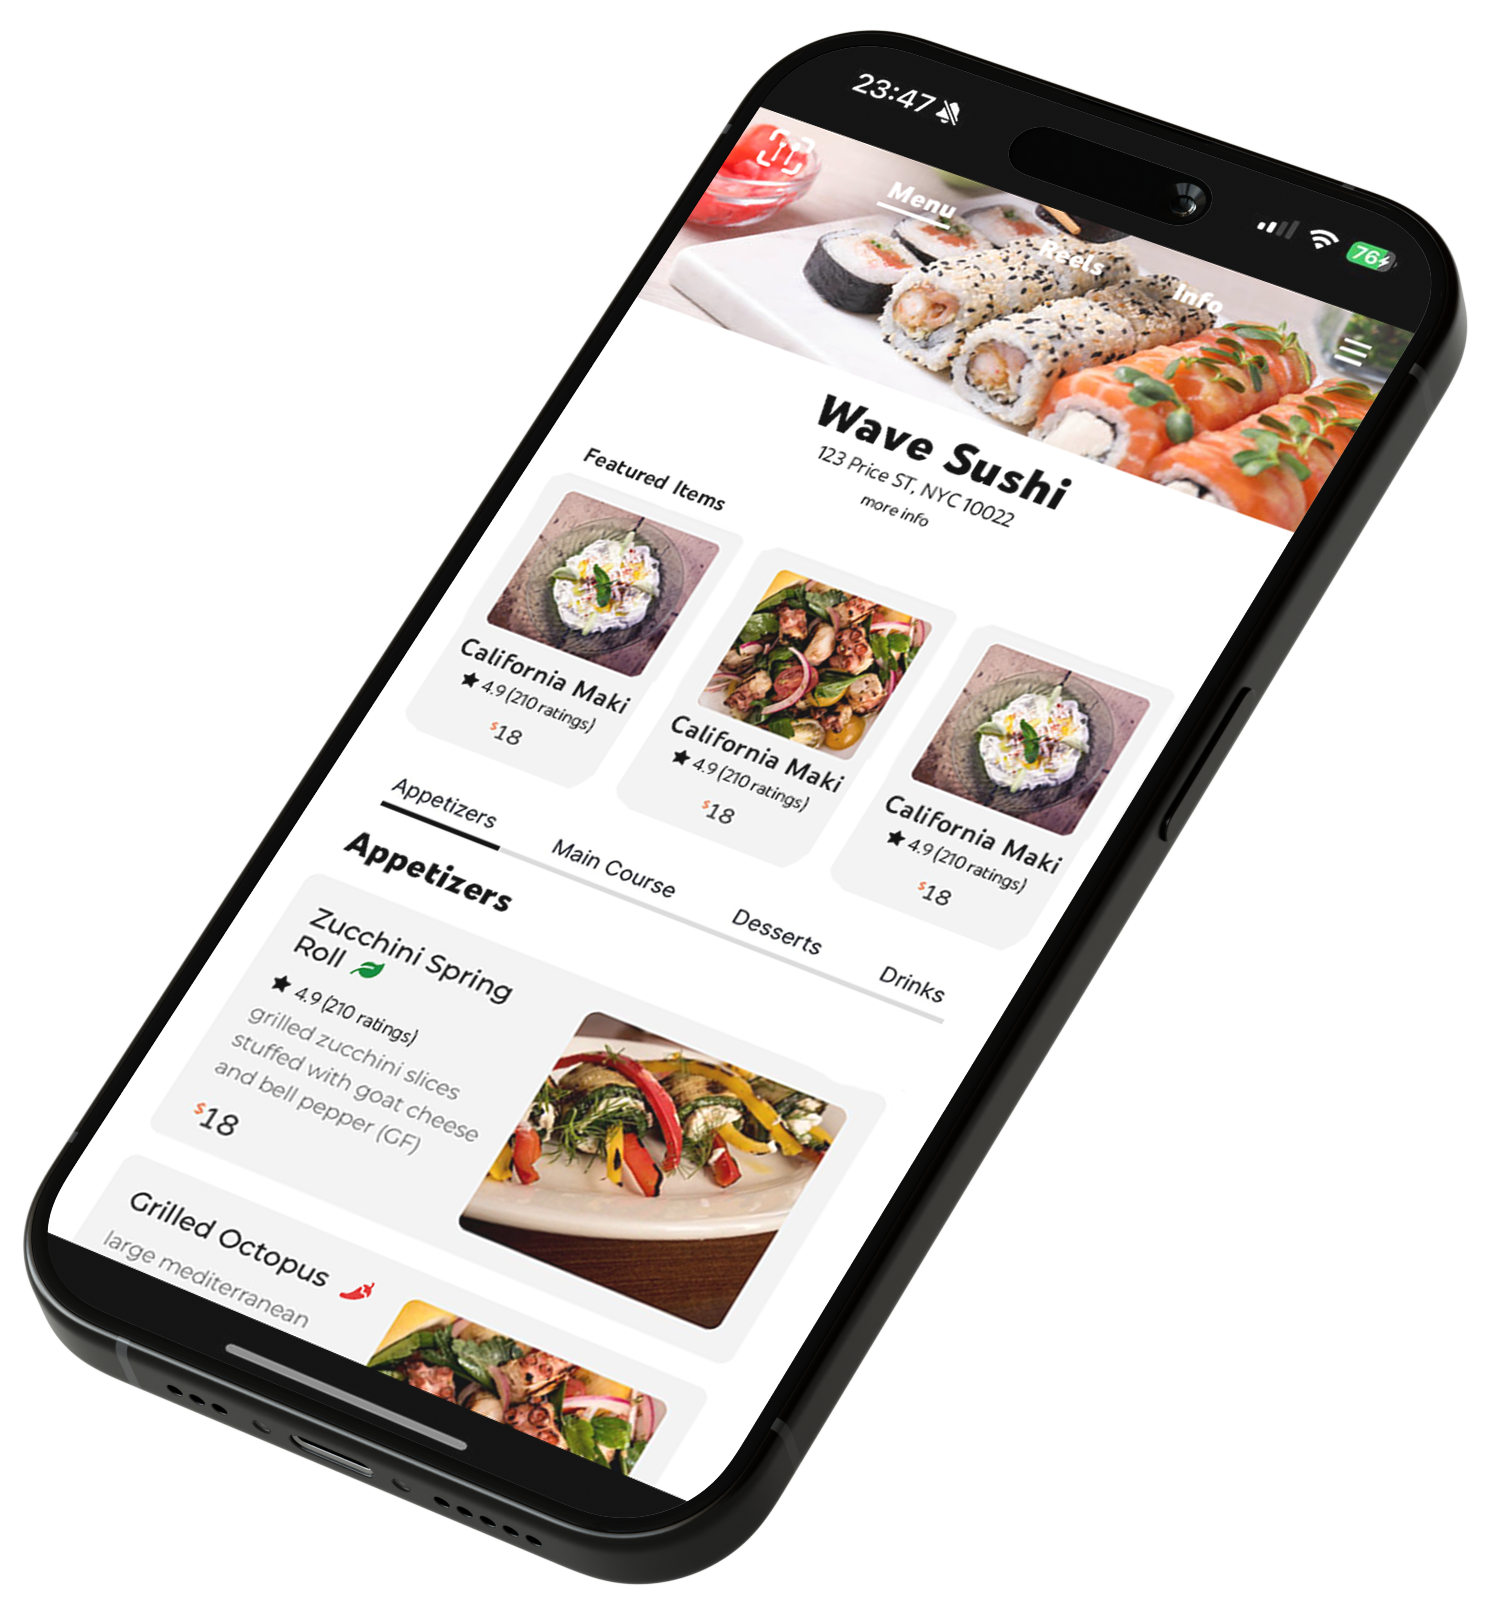 23:47
76
Menu
Reels
Info
Wave Sushi
123 Price ST, NYC 10022
more info
Featured Items
California Maki
4.9 (210 ratings)
$18
California Maki
4.9 (210 ratings)
$18
California Maki
4.9 (210 ratings)
$18
Appetizers
Main Course
Desserts
Drinks
Appetizers
Zucchini Spring
Roll
4.9 (210 ratings)
grilled zucchini slices
stuffed with goat cheese
and bell pepper (GF)
$18
Grilled Octopus
large mediterranean